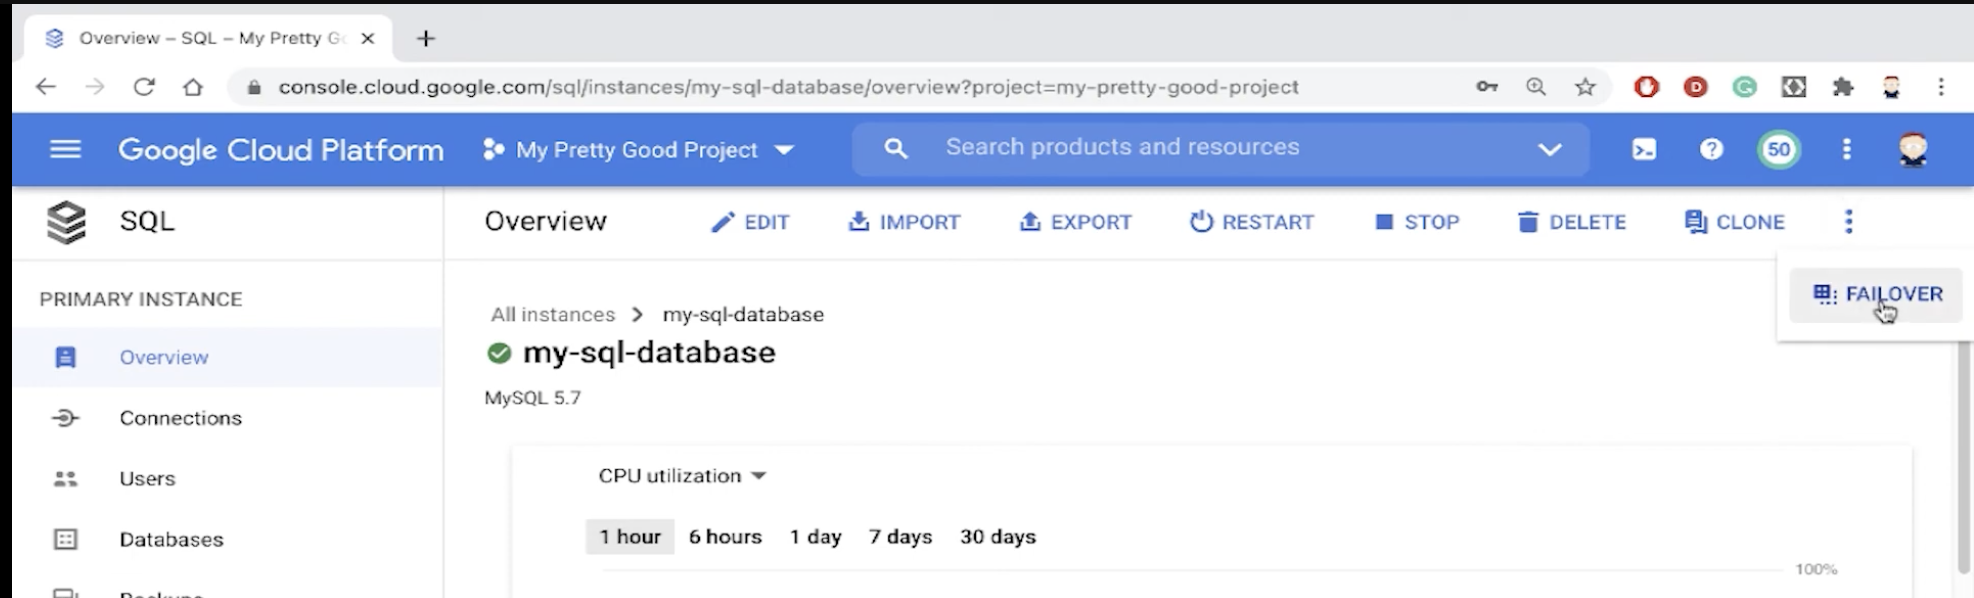 Overview – SQL – My Pretty G
console.cloud.google.com/sql/instances/my-sql-database/overview?project=my-pretty-good-project
Google Cloud Platform My Pretty Good Project Search products and resources 50
SQL Overview EDIT IMPORT EXPORT RESTART STOP DELETE CLONE
FAILOVER
PRIMARY INSTANCE
Overview
Connections
Users
Databases
All instances > my-sql-database
my-sql-database
MySQL 5.7
CPU utilization
1 hour 6 hours 1 day 7 days 30 days
100%